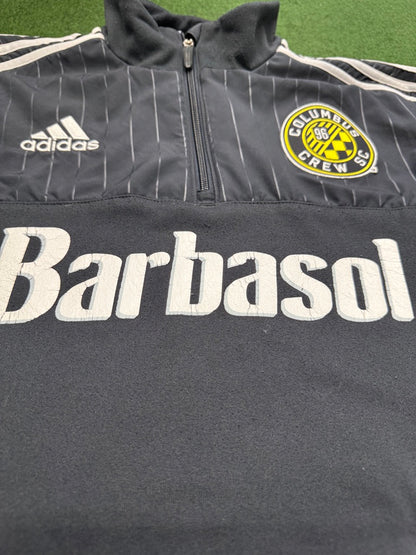 adidas
COLUMBUS
96
CREW SC
Barbasol